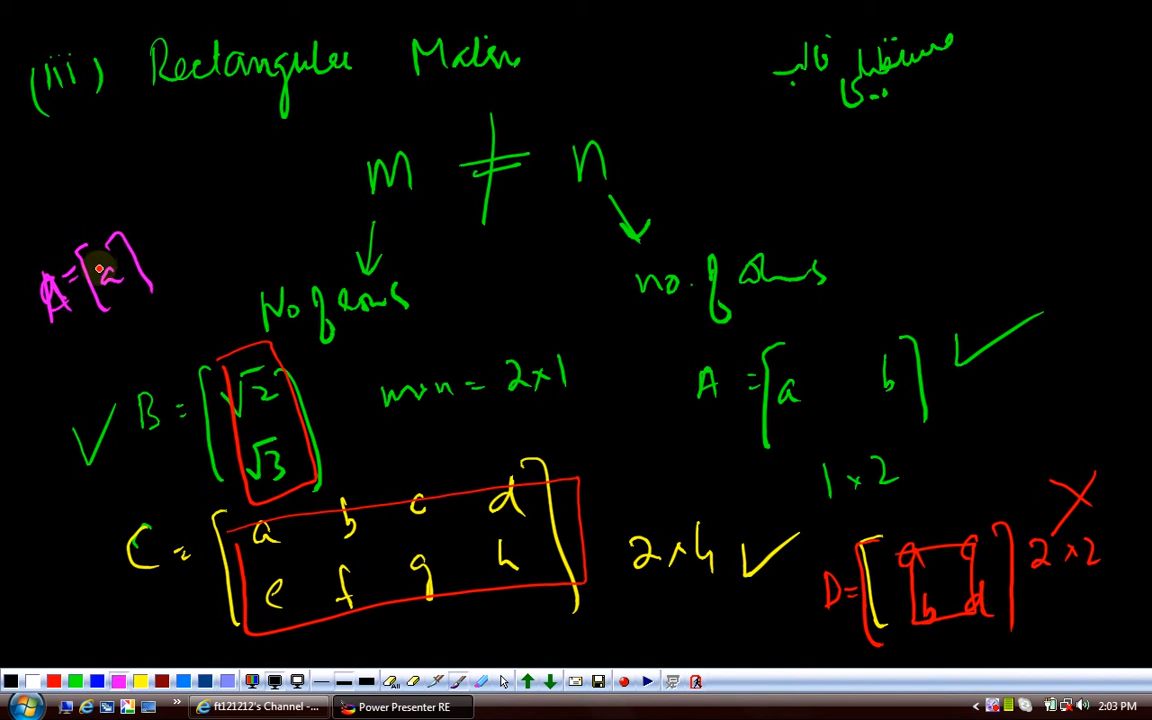 (iii) Rectangular Matrix
مستطیلی قالب
m ≠ n
A = [a]
No of rows
no. of columns
B = [√2
√3]
m×n = 2×1
A = [a b]
1×2
C = [a b c d
e f g h]
2×4
D = [a c
b d]
2×2
ft121212's Channel - ...
Power Presenter RE
2:03 PM